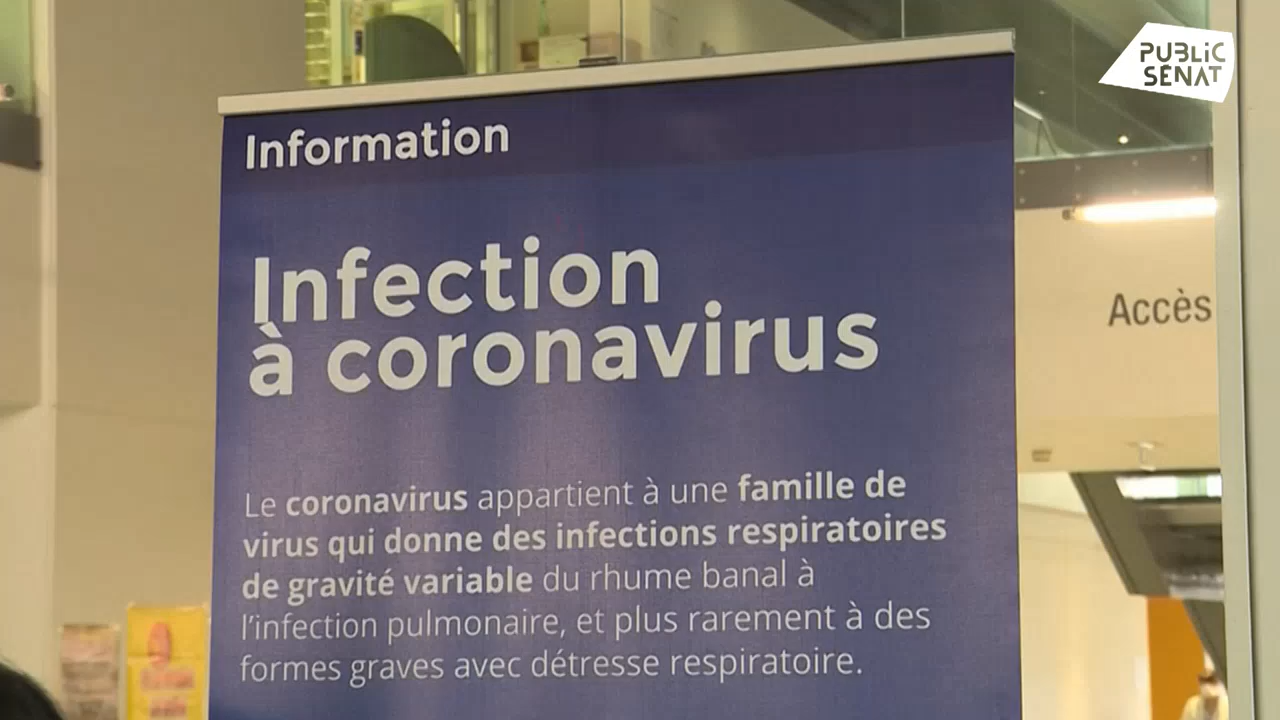 PUBLIC
SÉNAT
Information
Infection
à coronavirus
Accès
Le coronavirus appartient à une famille de
virus qui donne des infections respiratoires
de gravité variable du rhume banal à
l'infection pulmonaire, et plus rarement à des
formes graves avec détresse respiratoire.